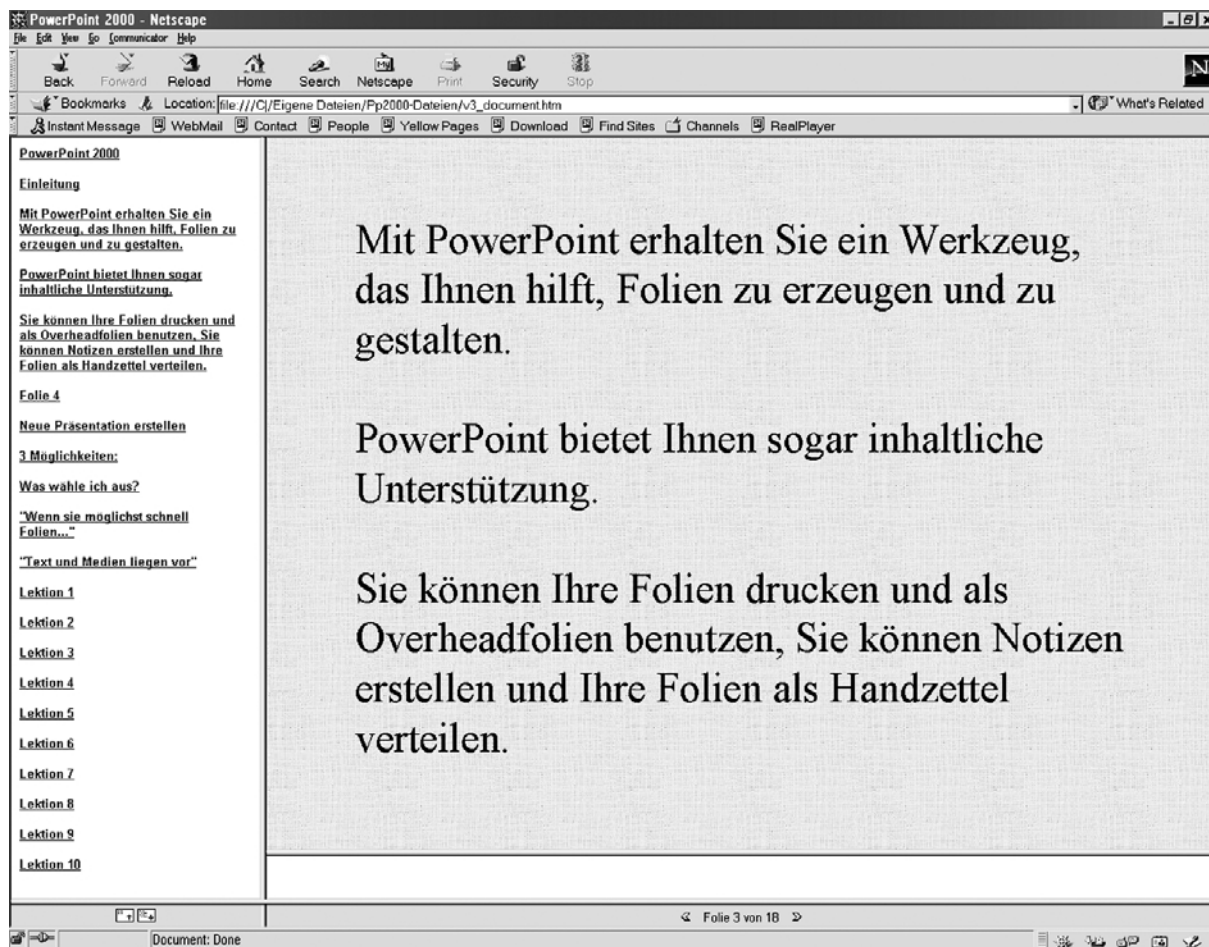 PowerPoint 2000 - Netscape
File Edit View Go Communicator Help
Back Forward Reload Home Search Netscape Print Security Stop
Bookmarks Location: file:///C|/Eigene Dateien/Pp2000-Dateien/v3_document.htm What's Related
Instant Message WebMail Contact People Yellow Pages Download Find Sites Channels RealPlayer
PowerPoint 2000
Einleitung
Mit PowerPoint erhalten Sie ein
Werkzeug, das Ihnen hilft, Folien zu
erzeugen und zu gestalten.
PowerPoint bietet Ihnen sogar
inhaltliche Unterstützung.
Sie können Ihre Folien drucken und
als Overheadfolien benutzen, Sie
können Notizen erstellen und Ihre
Folien als Handzettel verteilen.
Folie 4
Neue Präsentation erstellen
3 Möglichkeiten:
Was wähle ich aus?
"Wenn sie möglichst schnell
Folien..."
"Text und Medien liegen vor"
Lektion 1
Lektion 2
Lektion 3
Lektion 4
Lektion 5
Lektion 6
Lektion 7
Lektion 8
Lektion 9
Lektion 10
Mit PowerPoint erhalten Sie ein Werkzeug,
das Ihnen hilft, Folien zu erzeugen und zu
gestalten.
PowerPoint bietet Ihnen sogar inhaltliche
Unterstützung.
Sie können Ihre Folien drucken und als
Overheadfolien benutzen, Sie können Notizen
erstellen und Ihre Folien als Handzettel
verteilen.
Folie 3 von 18
Document: Done